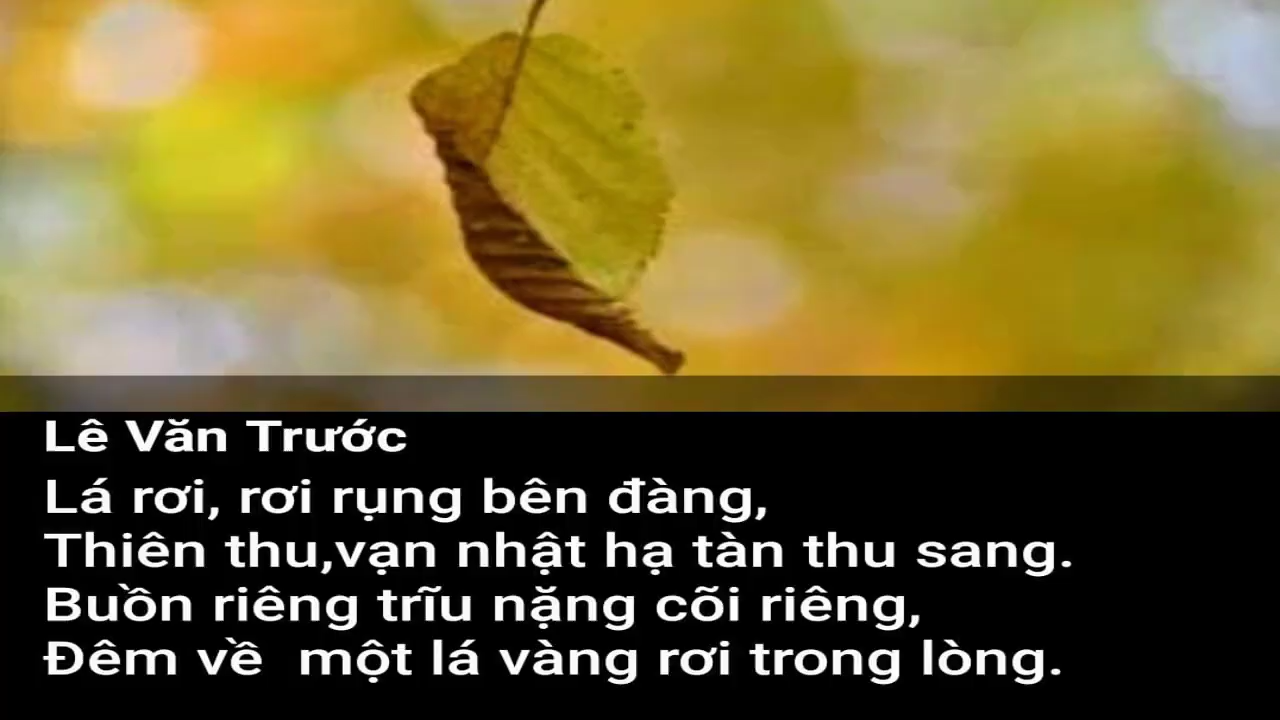 Lê Văn Trước
Lá rơi, rơi rụng bên đàng,
Thiên thu,vạn nhật hạ tàn thu sang.
Buồn riêng trĩu nặng cõi riêng,
Đêm về  một lá vàng rơi trong lòng.